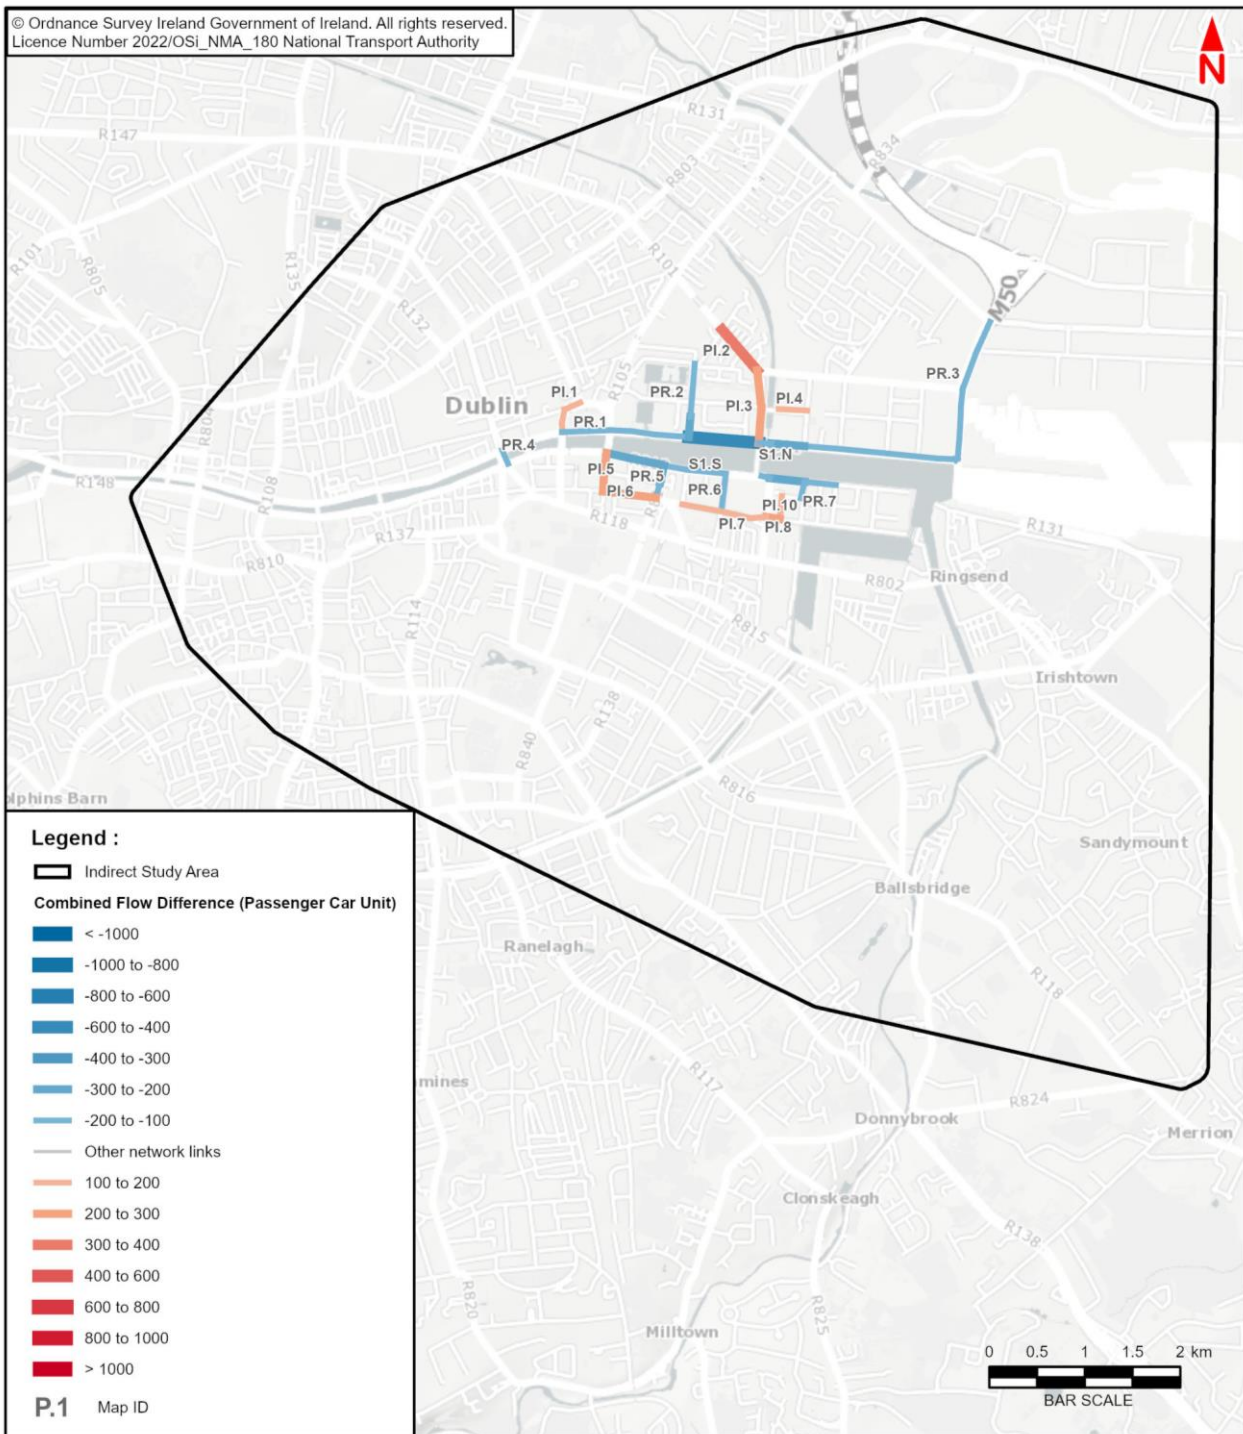 © Ordnance Survey Ireland Government of Ireland. All rights reserved.
Licence Number 2022/OSi_NMA_180 National Transport Authority
N
R131
R147
R834
R803
R101
R135
R805
R101
R132
M50
PI.2
R105
PR.3
PR.2
PI.1
PI.3
PI.4
Dublin
R804
PR.1
PR.4
S1.N
S1.S
PI.5
PR.5
R148
R108
PI.6
PR.6
PI.10
PR.7
R118
PI.7
PI.8
R131
R137
R810
R802
Ringsend
R114
R815
Irishtown
R138
R840
R816
olphins Barn
Sandymount
Ballsbridge
Ranelagh
R118
amines
R117
R824
Donnybrook
Merrion
Clonskeagh
R138
R820
R825
Milltown
Legend :
Indirect Study Area
Combined Flow Difference (Passenger Car Unit)
< -1000
-1000 to -800
-800 to -600
-600 to -400
-400 to -300
-300 to -200
-200 to -100
Other network links
100 to 200
200 to 300
300 to 400
400 to 600
600 to 800
800 to 1000
> 1000
P.1 Map ID
0 0.5 1 1.5 2 km
BAR SCALE